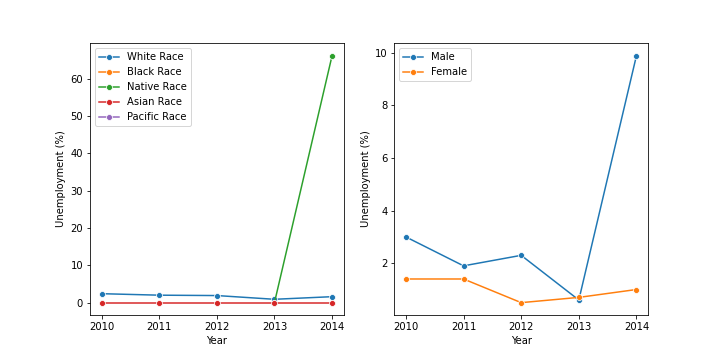 White Race
Black Race
Native Race
Asian Race
Pacific Race
Unemployment (%)
60
50
40
30
20
10
0
2010 2011 2012 2013 2014
Year
Male
Female
Unemployment (%)
10
8
6
4
2
2010 2011 2012 2013 2014
Year